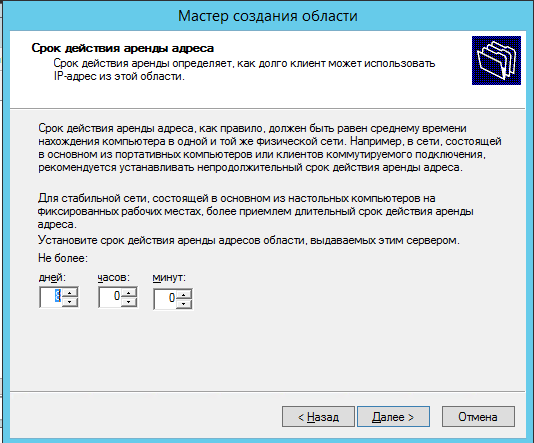 Мастер создания области
Срок действия аренды адреса
Срок действия аренды определяет, как долго клиент может использовать
IP-адрес из этой области.
Срок действия аренды адреса, как правило, должен быть равен среднему времени
нахождения компьютера в одной и той же физической сети. Например, в сети, состоящей
в основном из портативных компьютеров или клиентов коммутируемого подключения,
рекомендуется устанавливать непродолжительный срок действия аренды адреса.
Для стабильной сети, состоящей в основном из настольных компьютеров на
фиксированных рабочих местах, более приемлем длительный срок действия аренды
адреса.
Установите срок действия аренды адресов области, выдаваемых этим сервером.
Не более:
дней: часов: минут:
0 0
< Назад Далее > Отмена